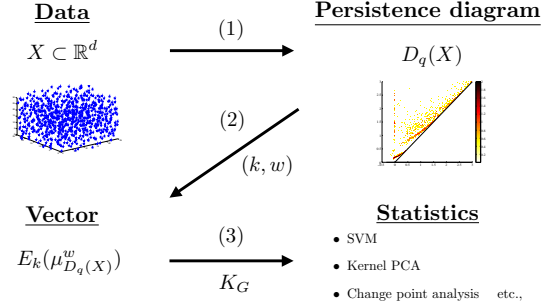 Data
Persistence diagram
(1)
X ⊂ ℝ^d
D_q(X)
(2)
(k, w)
Vector
Statistics
(3)
E_k(μ^w_{D_q(X)})
K_G
• SVM
• Kernel PCA
• Change point analysis etc.,